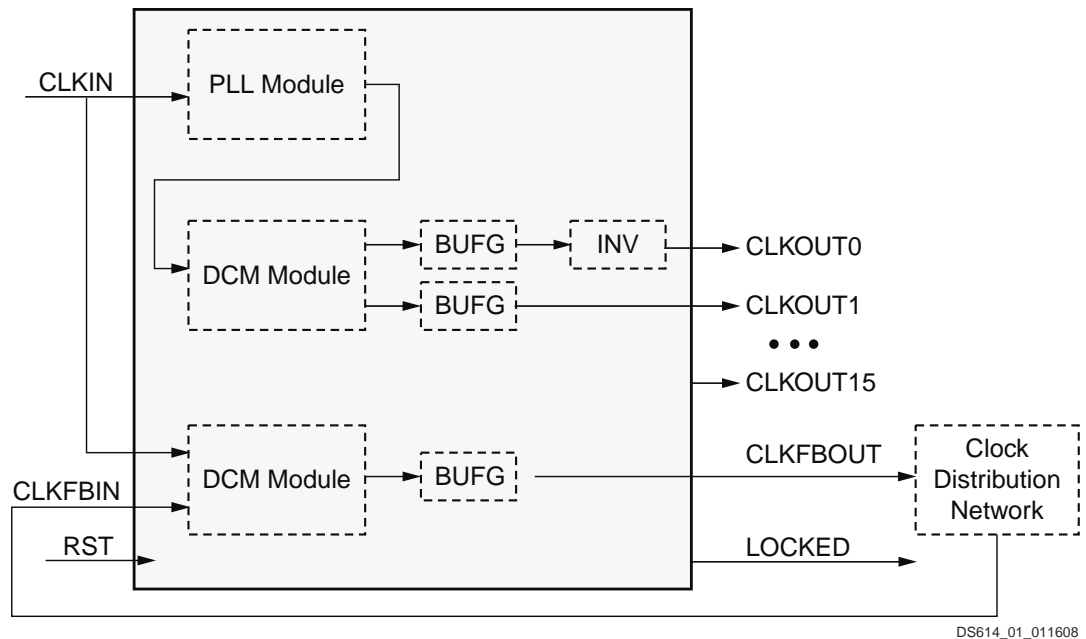 CLKIN
PLL Module
DCM Module
BUFG
INV
CLKOUT0
BUFG
CLKOUT1
CLKOUT15
CLKFBIN
DCM Module
BUFG
CLKFBOUT
Clock
Distribution
Network
RST
LOCKED
DS614_01_011608